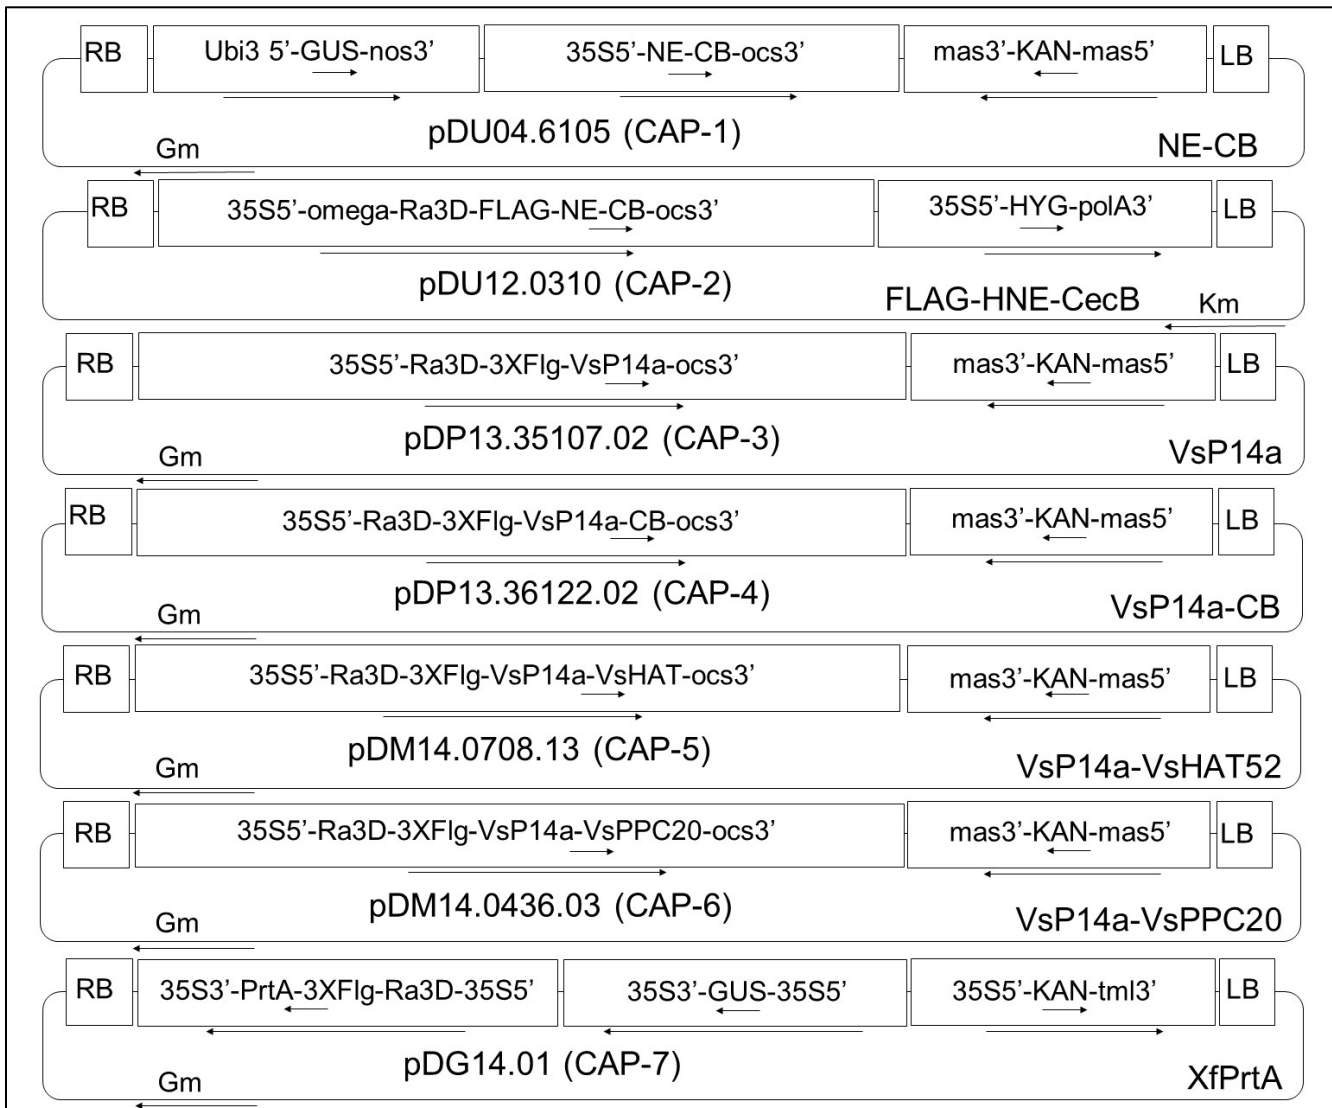 RB Ubi3 5’-GUS-nos3’ 35S5’-NE-CB-ocs3’ mas3’-KAN-mas5’ LB
pDU04.6105 (CAP-1)
Gm NE-CB
RB 35S5’-omega-Ra3D-FLAG-NE-CB-ocs3’ 35S5’-HYG-polA3’ LB
pDU12.0310 (CAP-2)
FLAG-HNE-CecB Km
RB 35S5’-Ra3D-3XFlg-VsP14a-ocs3’ mas3’-KAN-mas5’ LB
pDP13.35107.02 (CAP-3)
Gm VsP14a
RB 35S5’-Ra3D-3XFlg-VsP14a-CB-ocs3’ mas3’-KAN-mas5’ LB
pDP13.36122.02 (CAP-4)
Gm VsP14a-CB
RB 35S5’-Ra3D-3XFlg-VsP14a-VsHAT-ocs3’ mas3’-KAN-mas5’ LB
pDM14.0708.13 (CAP-5)
Gm VsP14a-VsHAT52
RB 35S5’-Ra3D-3XFlg-VsP14a-VsPPC20-ocs3’ mas3’-KAN-mas5’ LB
pDM14.0436.03 (CAP-6)
Gm VsP14a-VsPPC20
RB 35S3’-PrtA-3XFlg-Ra3D-35S5’ 35S3’-GUS-35S5’ 35S5’-KAN-tml3’ LB
pDG14.01 (CAP-7)
Gm XfPrtA